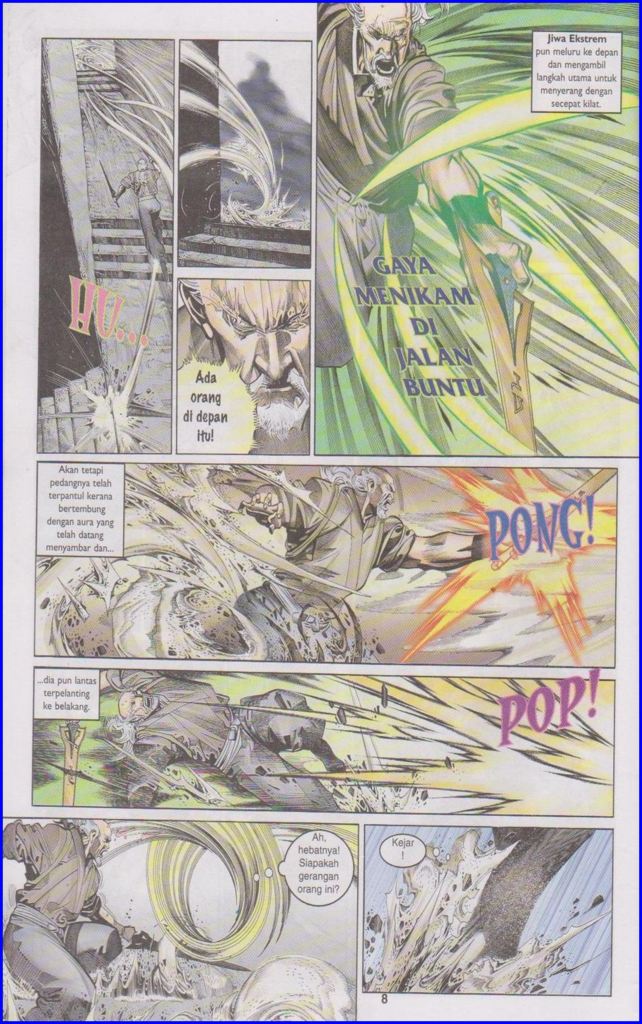 HU...
Ada
orang
di depan
itu!
Jiwa Ekstrem
pun meluru ke depan
dan mengambil
langkah utama untuk
menyerang dengan
secepat kilat.
GAYA
MENIKAM
DI
JALAN
BUNTU
Akan tetapi
pedangnya telah
terpantul kerana
bertembung
dengan aura yang
telah datang
menyambar dan...
PONG!
...dia pun lantas
terpelanting
ke belakang.
POP!
Ah,
hebatnya!
Siapakah
gerangan
orang ini?
Kejar
!
8